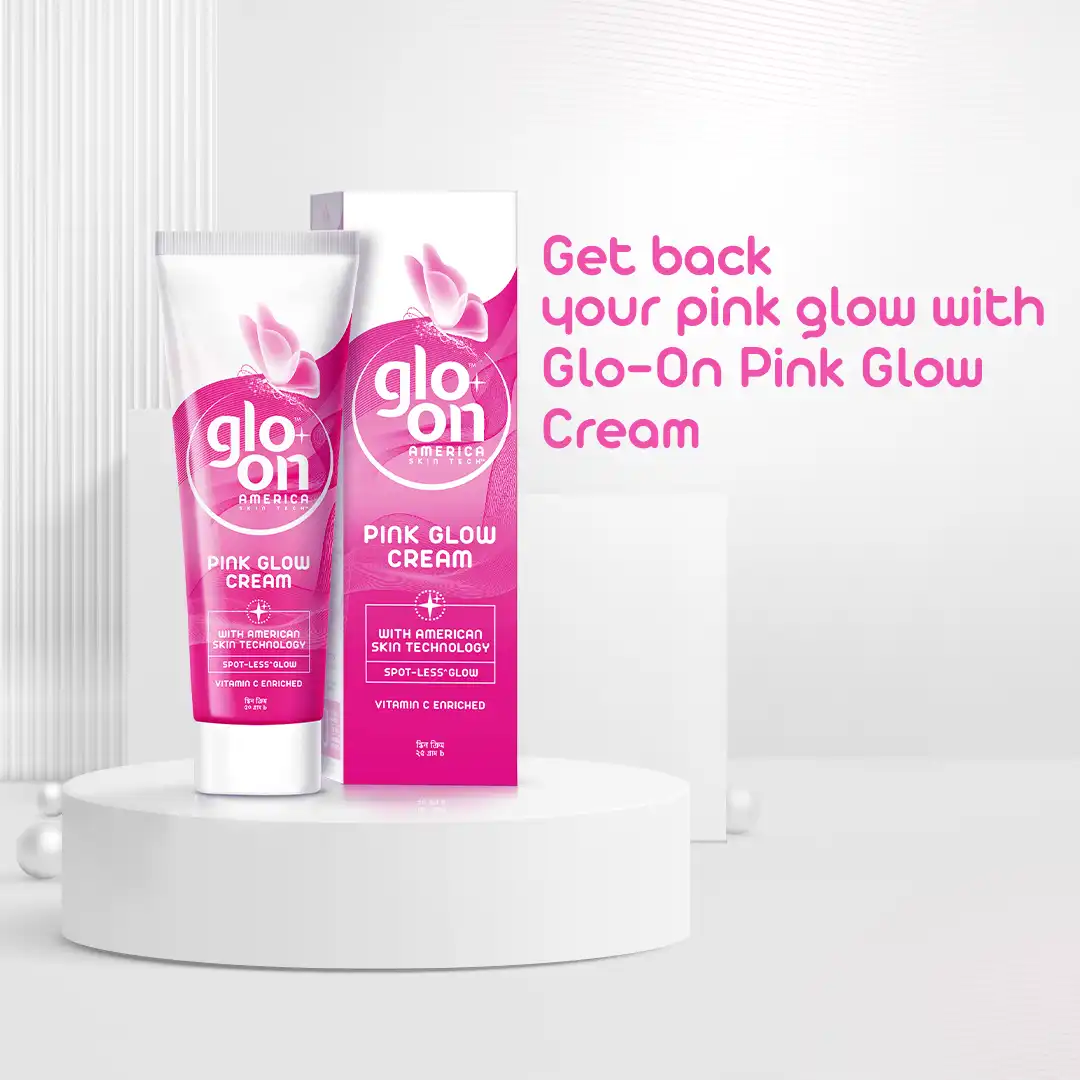 Get back
your pink glow with
Glo-On Pink Glow
Cream
glo
on
AMERICA
SKIN TECH
PINK GLOW
CREAM
WITH AMERICAN
SKIN TECHNOLOGY
SPOT-LESS^GLOW
VITAMIN C ENRICHED
স্কিন ক্রিম
glo
on
AMERICA
SKIN TECH
PINK GLOW
CREAM
WITH AMERICAN
SKIN TECHNOLOGY
SPOT-LESS^GLOW
VITAMIN C ENRICHED
স্কিন ক্রিম
২৫ গ্রাম